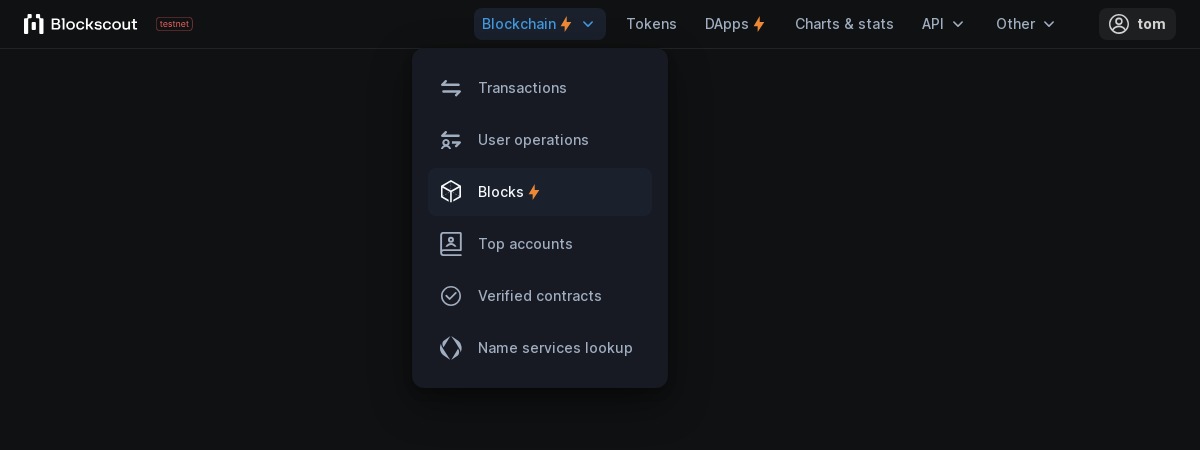 Blockscout testnet Blockchain Tokens DApps Charts & stats API Other tom
Transactions
User operations
Blocks
Top accounts
Verified contracts
Name services lookup